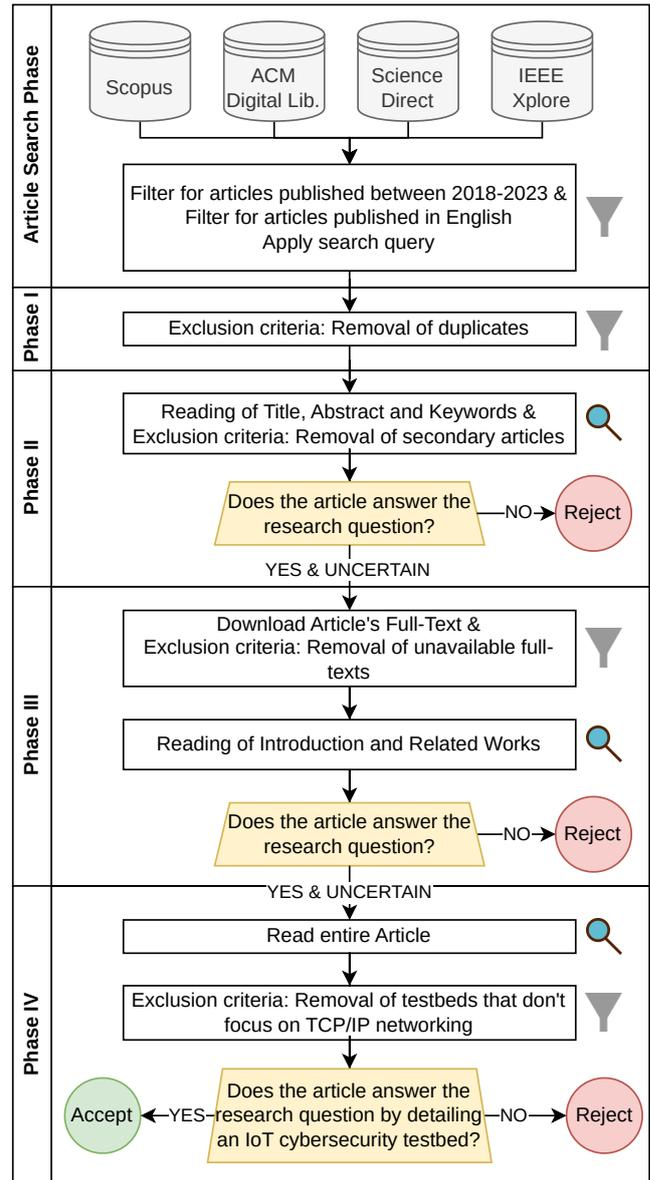 Article Search Phase
Scopus
ACM
Digital Lib.
Science
Direct
IEEE
Xplore
Filter for articles published between 2018-2023 &
Filter for articles published in English
Apply search query
Phase I
Exclusion criteria: Removal of duplicates
Phase II
Reading of Title, Abstract and Keywords &
Exclusion criteria: Removal of secondary articles
Does the article answer the
research question?
NO
Reject
YES & UNCERTAIN
Phase III
Download Article's Full-Text &
Exclusion criteria: Removal of unavailable full-
texts
Reading of Introduction and Related Works
Does the article answer the
research question?
NO
Reject
YES & UNCERTAIN
Phase IV
Read entire Article
Exclusion criteria: Removal of testbeds that don't
focus on TCP/IP networking
Does the article answer the
research question by detailing
an IoT cybersecurity testbed?
YES
Accept
NO
Reject